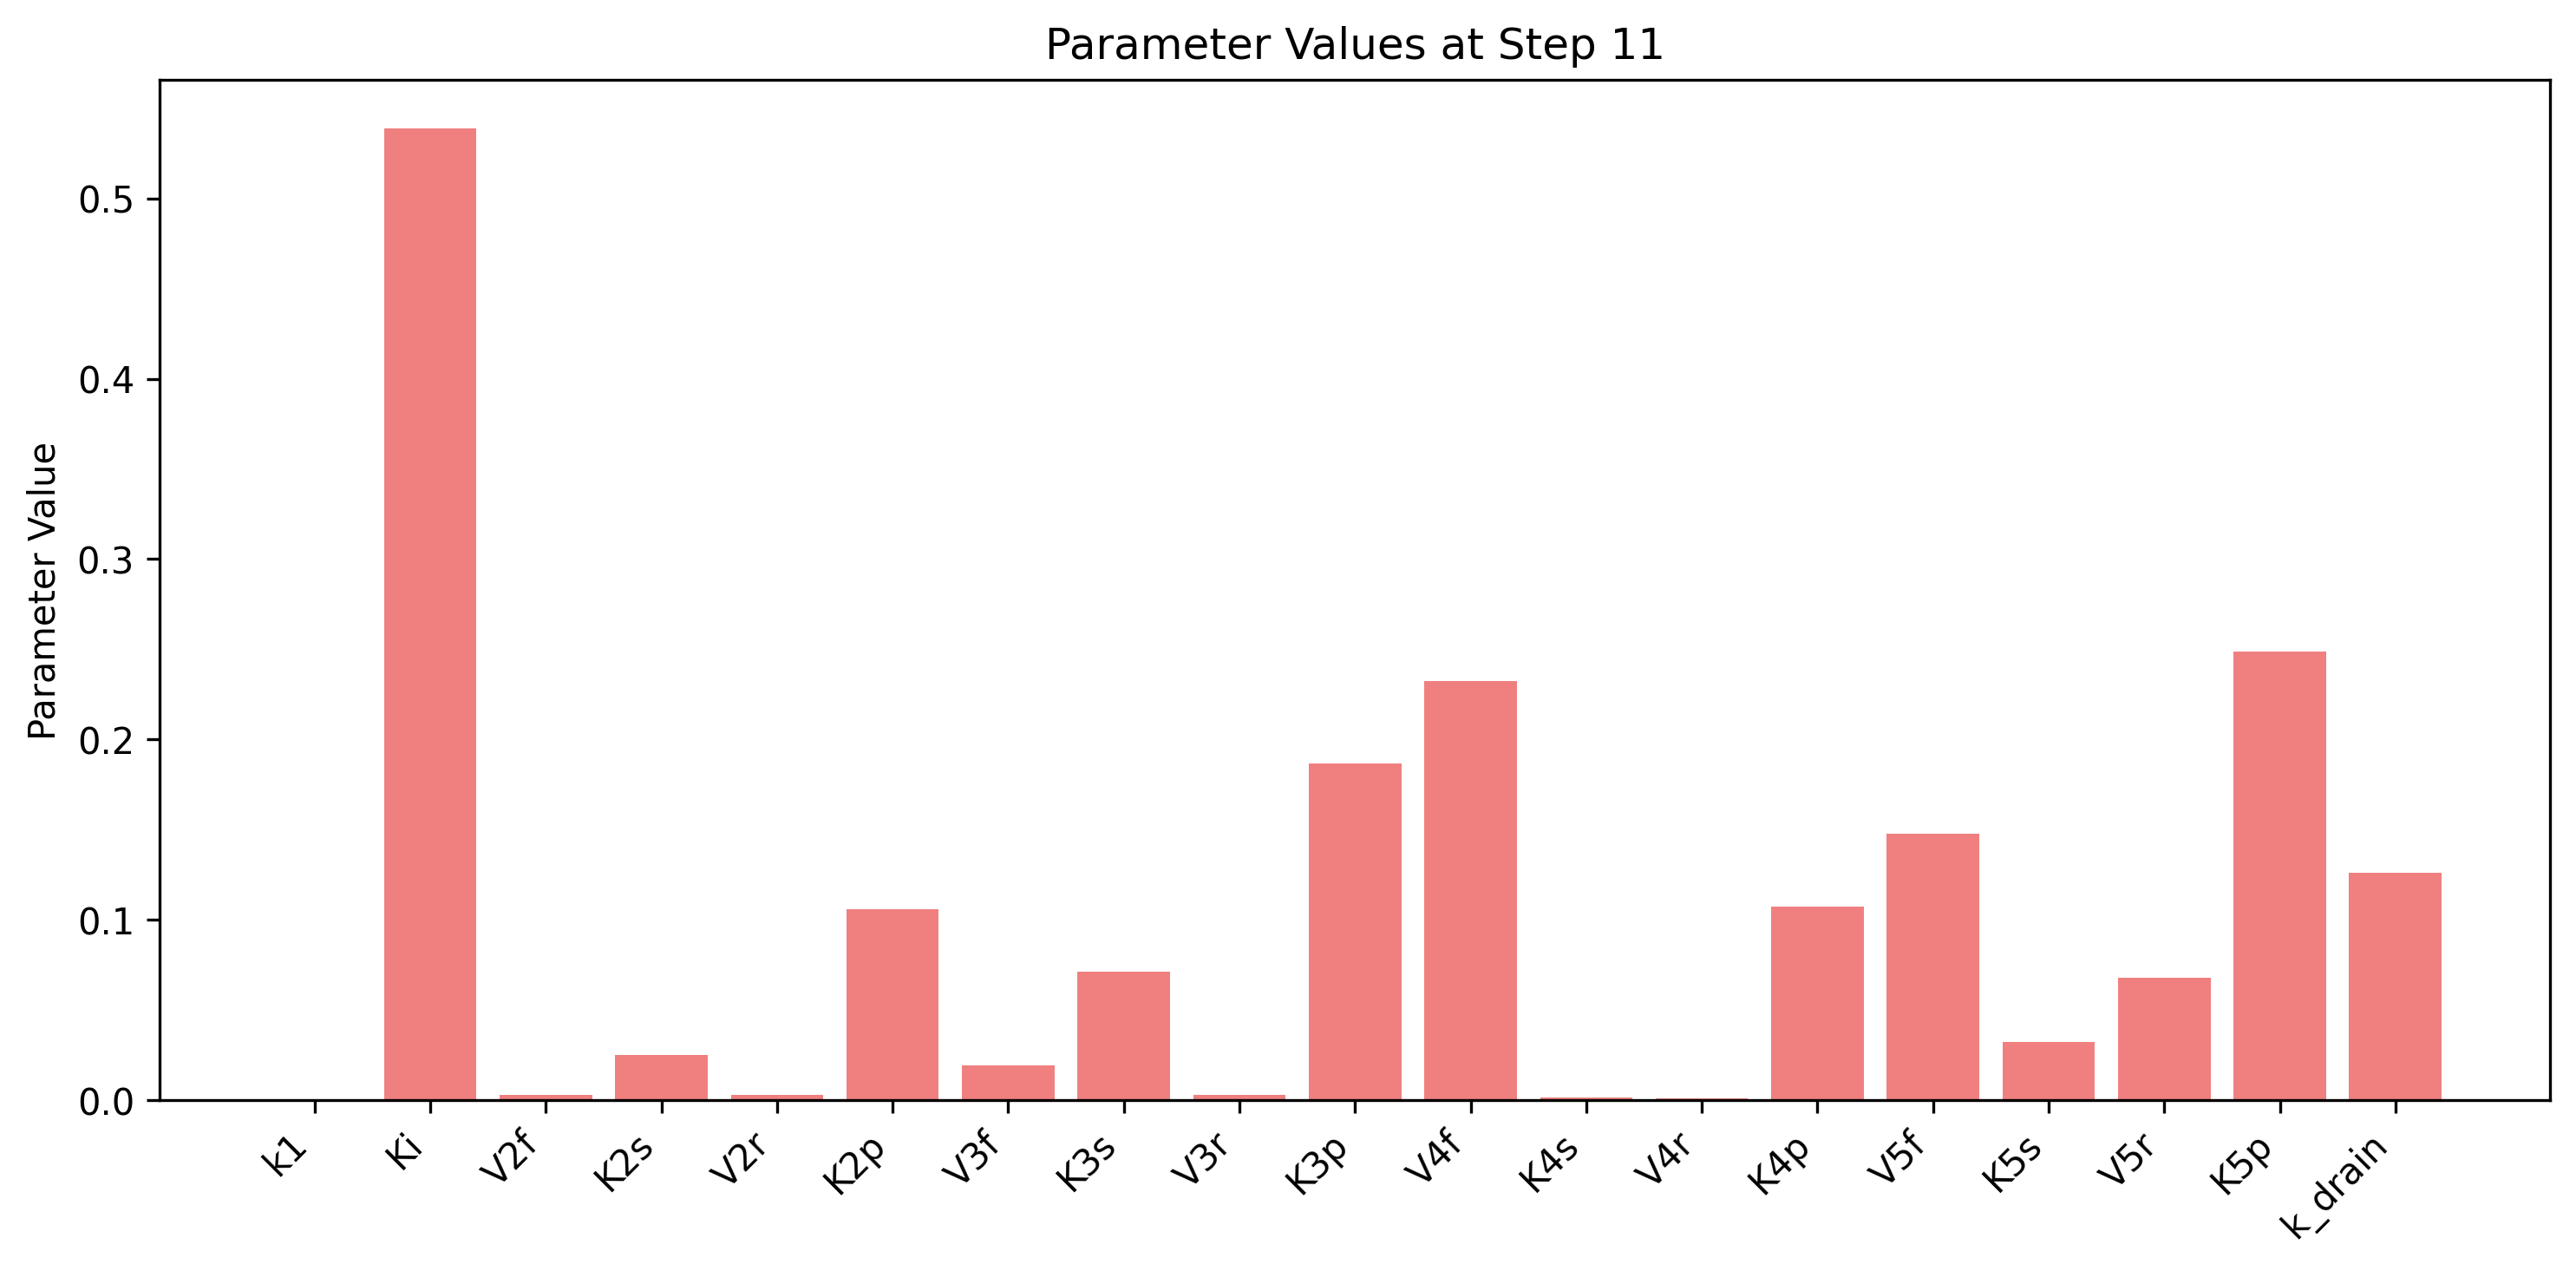 Parameter Values at Step 11
Parameter Value
0.5
0.4
0.3
0.2
0.1
0.0
k1
Ki
V2f
K2s
V2r
K2p
V3f
K3s
V3r
K3p
V4f
K4s
V4r
K4p
V5f
K5s
V5r
K5p
k_drain